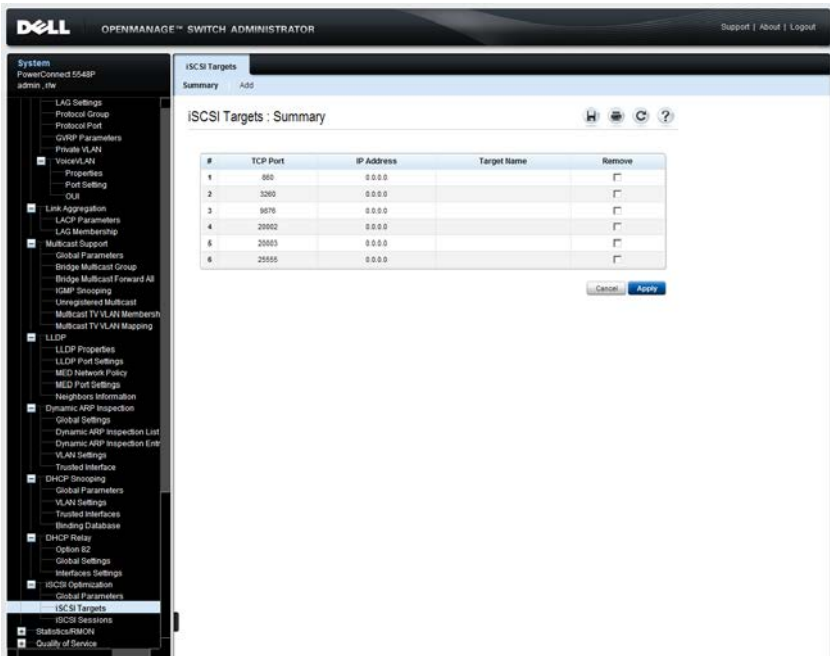 DELL
OPENMANAGE™ SWITCH ADMINISTRATOR
Support | About | Logout
System
PowerConnect 5548P
admin , r/w
LAG Settings
Protocol Group
Protocol Port
GVRP Parameters
Private VLAN
VoiceVLAN
Properties
Port Setting
OUI
Link Aggregation
LACP Parameters
LAG Membership
Multicast Support
Global Parameters
Bridge Multicast Group
Bridge Multicast Forward All
IGMP Snooping
Unregistered Multicast
Multicast TV VLAN Membersh
Multicast TV VLAN Mapping
LLDP
LLDP Properties
LLDP Port Settings
MED Network Policy
MED Port Settings
Neighbors Information
Dynamic ARP Inspection
Global Settings
Dynamic ARP Inspection List
Dynamic ARP Inspection Entr
VLAN Settings
Trusted Interface
DHCP Snooping
Global Parameters
VLAN Settings
Trusted Interfaces
Binding Database
DHCP Relay
Option 82
Global Settings
Interfaces Settings
iSCSI Optimization
Global Parameters
iSCSI Targets
iSCSI Sessions
Statistics/RMON
Quality of Service
iSCSI Targets
Summary Add
iSCSI Targets : Summary
# TCP Port IP Address Target Name Remove
1 860 0.0.0.0
2 3260 0.0.0.0
3 9876 0.0.0.0
4 20002 0.0.0.0
5 20003 0.0.0.0
6 25555 0.0.0.0
Cancel Apply